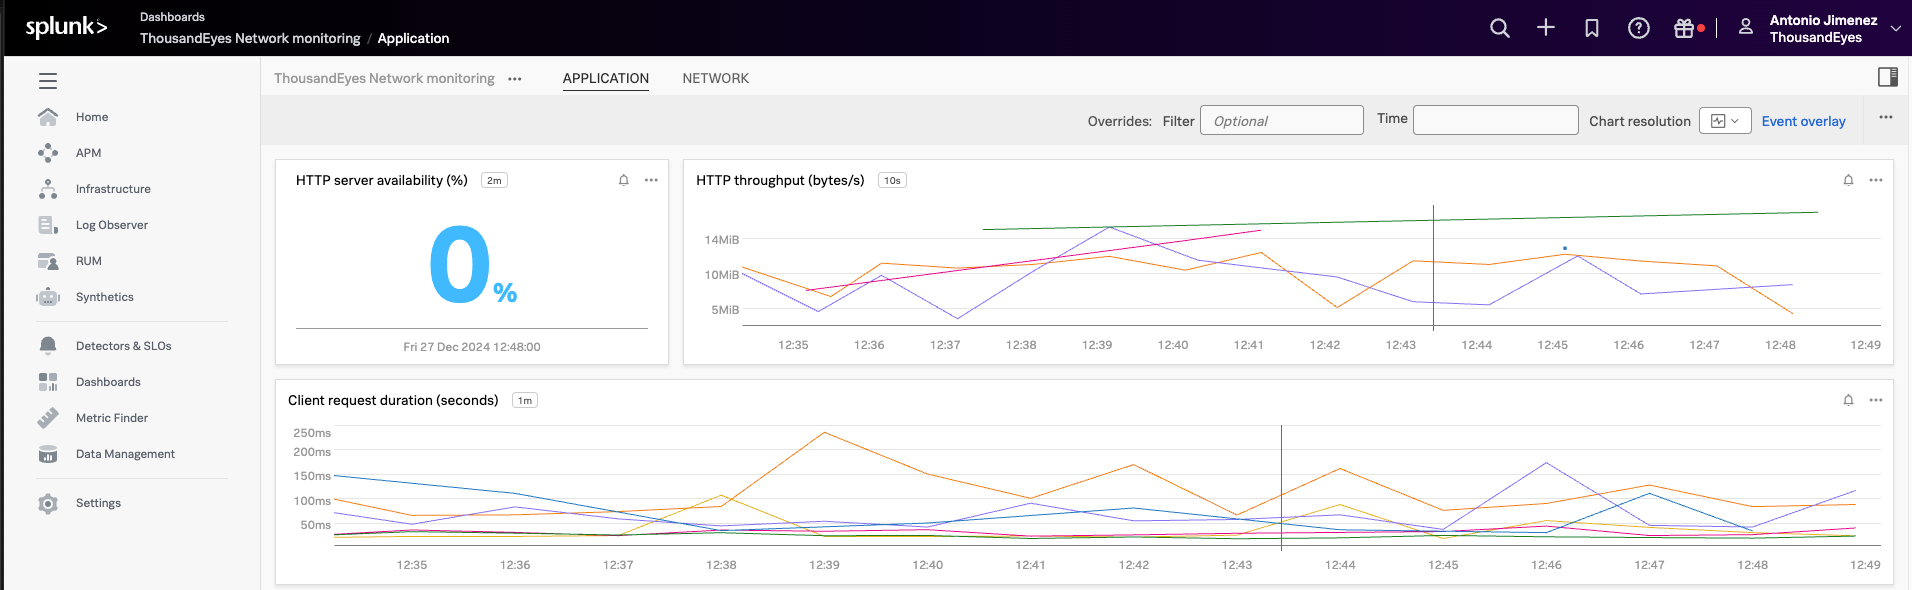 splunk>
Dashboards
ThousandEyes Network monitoring / Application
Antonio Jimenez
ThousandEyes
Home
APM
Infrastructure
Log Observer
RUM
Synthetics
Detectors & SLOs
Dashboards
Metric Finder
Data Management
Settings
ThousandEyes Network monitoring ••• APPLICATION NETWORK
Overrides: Filter Optional Time Chart resolution Event overlay •••
HTTP server availability (%) 2m
0%
Fri 27 Dec 2024 12:48:00
HTTP throughput (bytes/s) 10s
14MiB
10MiB
5MiB
12:35 12:36 12:37 12:38 12:39 12:40 12:41 12:42 12:43 12:44 12:45 12:46 12:47 12:48 12:49
Client request duration (seconds) 1m
250ms
200ms
150ms
100ms
50ms
12:35 12:36 12:37 12:38 12:39 12:40 12:41 12:42 12:43 12:44 12:45 12:46 12:47 12:48 12:49